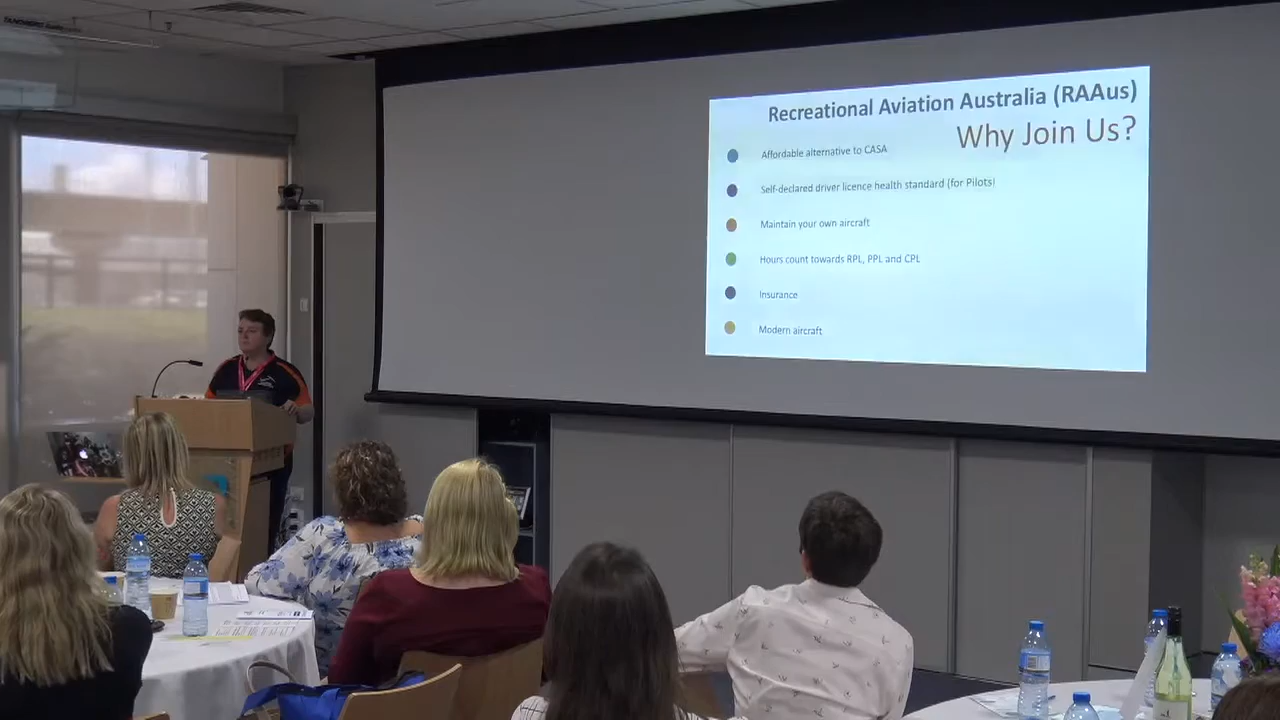 Recreational Aviation Australia (RAAus)
Why Join Us?
Affordable alternative to CASA
Self-declared driver licence health standard (for Pilots)
Maintain your own aircraft
Hours count towards RPL, PPL and CPL
Insurance
Modern aircraft